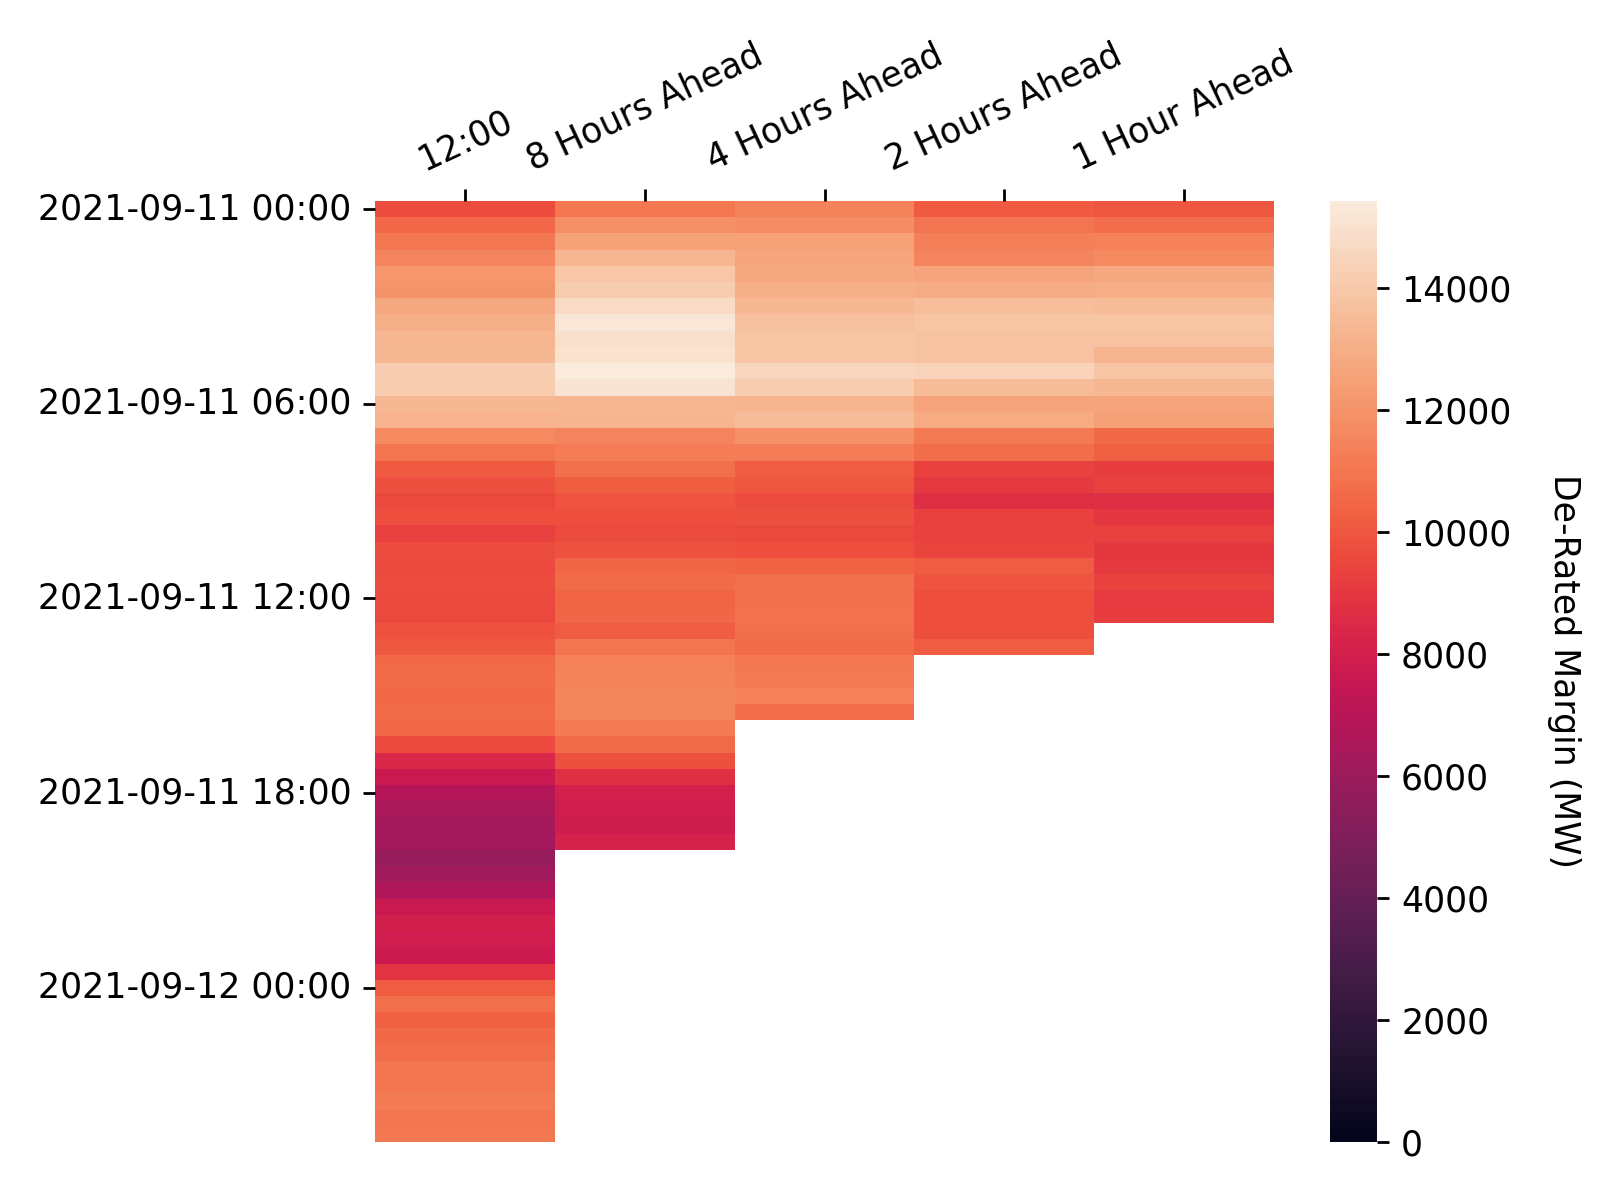 12:00
8 Hours Ahead
4 Hours Ahead
2 Hours Ahead
1 Hour Ahead
2021-09-11 00:00
2021-09-11 06:00
2021-09-11 12:00
2021-09-11 18:00
2021-09-12 00:00
14000
12000
10000
8000
6000
4000
2000
0
De-Rated Margin (MW)